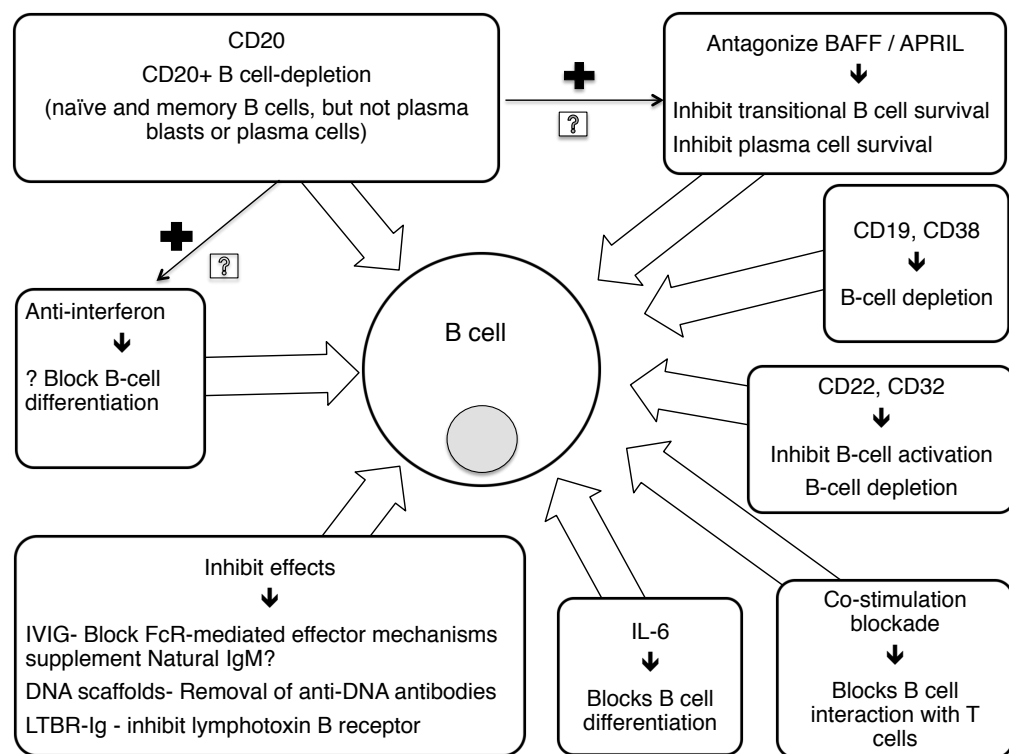 CD20
CD20+ B cell-depletion
(naïve and memory B cells, but not plasma
blasts or plasma cells)
?
Antagonize BAFF / APRIL
Inhibit transitional B cell survival
Inhibit plasma cell survival
?
CD19, CD38
B-cell depletion
Anti-interferon
? Block B-cell
differentiation
B cell
CD22, CD32
Inhibit B-cell activation
B-cell depletion
Inhibit effects
IVIG- Block FcR-mediated effector mechanisms
supplement Natural IgM?
DNA scaffolds- Removal of anti-DNA antibodies
LTBR-Ig - inhibit lymphotoxin B receptor
IL-6
Blocks B cell
differentiation
Co-stimulation
blockade
Blocks B cell
interaction with T
cells